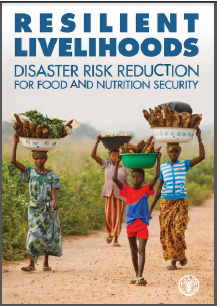 RESILIENT
LIVELIHOODS
DISASTER RISK REDUCTION
FOR FOOD AND NUTRITION SECURITY